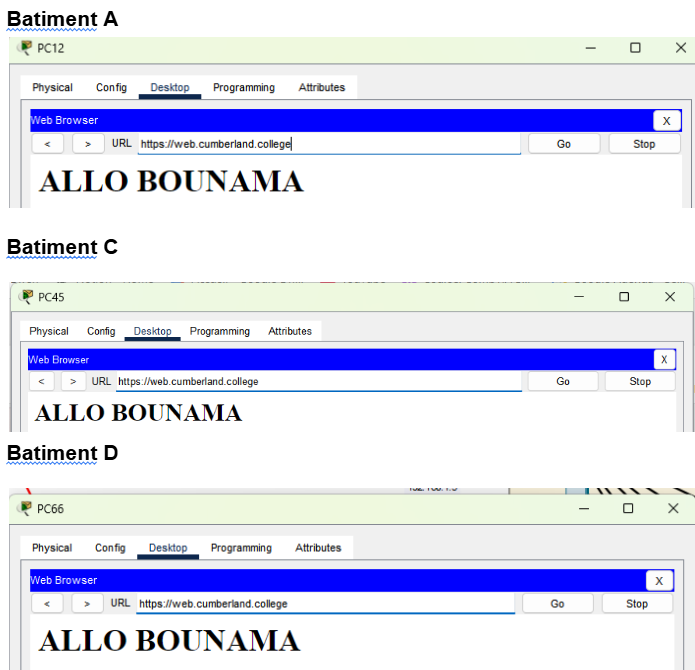 Batiment A
PC12
Physical Config Desktop Programming Attributes
Web Browser X
< > URL https://web.cumberland.college Go Stop
ALLO BOUNAMA
Batiment C
PC45
Physical Config Desktop Programming Attributes
Web Browser X
< > URL https://web.cumberland.college Go Stop
ALLO BOUNAMA
Batiment D
PC66
Physical Config Desktop Programming Attributes
Web Browser X
< > URL https://web.cumberland.college Go Stop
ALLO BOUNAMA